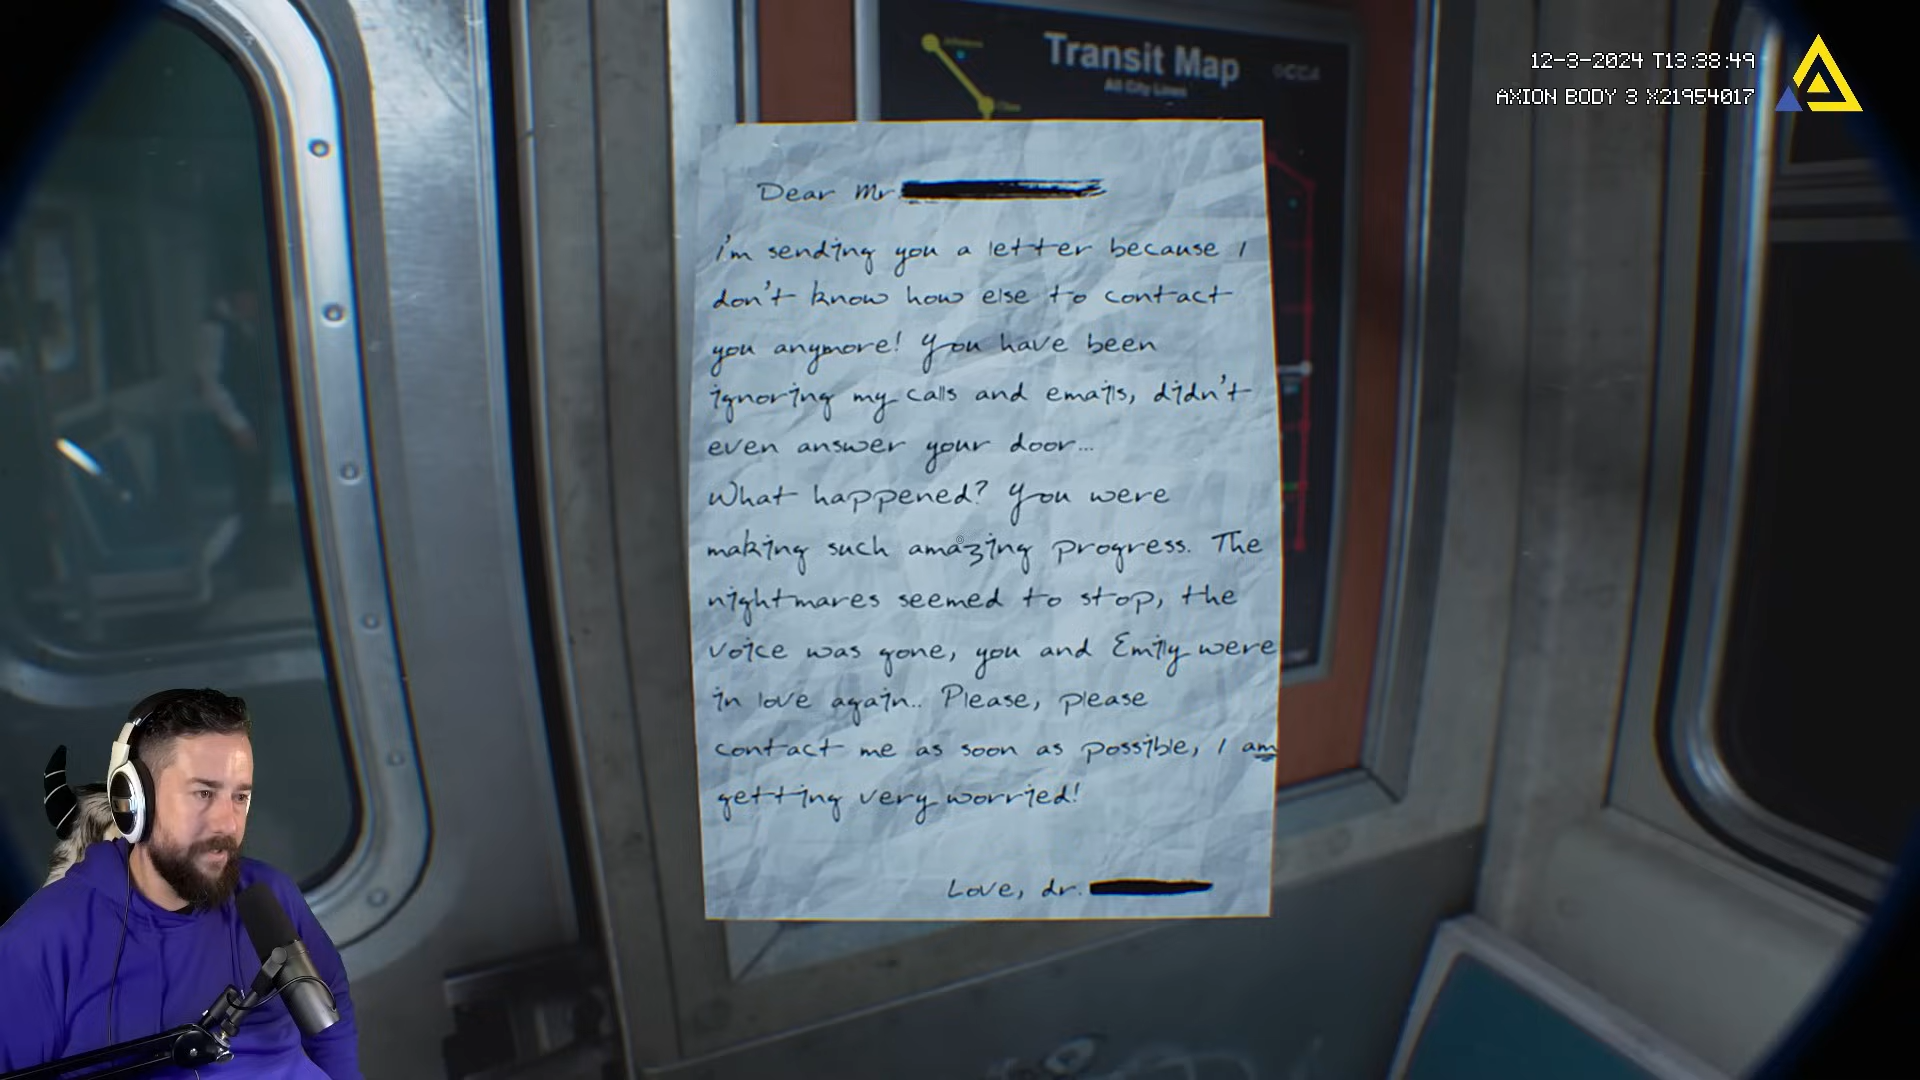 12-3-2024 T13:38:49
AXION BODY 3 X21954017
Transit Map
All City Lines
Dear Mr.
i'm sending you a letter because I
don't know how else to contact
you anymore! You have been
ignoring my calls and emails, didn't
even answer your door...
What happened? You were
making such amazing progress. The
nightmares seemed to stop, the
voice was gone, you and Emily were
in love again.. Please, please
contact me as soon as possible, I am
getting very worried!
Love, dr.